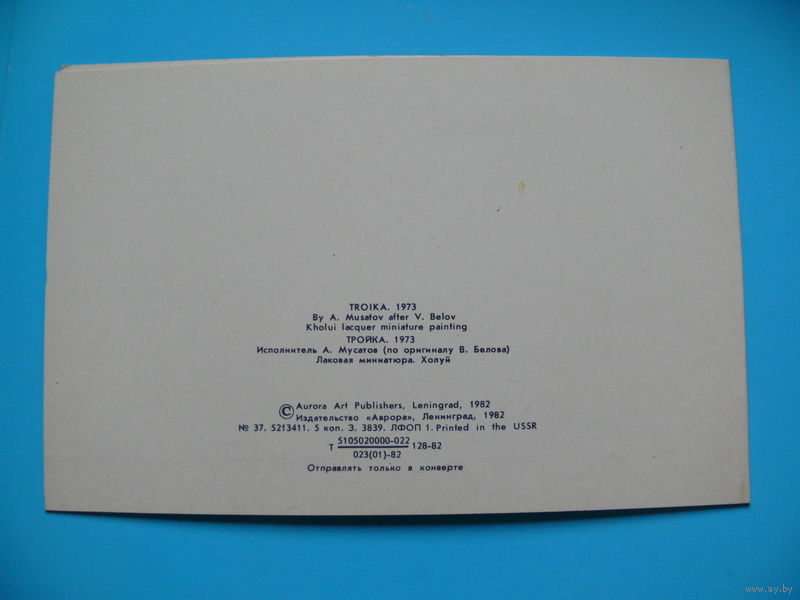 TROIKA. 1973
By A. Musatov after V. Belov
Kholui lacquer miniature painting
ТРОЙКА. 1973
Исполнитель А. Мусатов (по оригиналу В. Белова)
Лаковая миниатюра. Холуй
© Aurora Art Publishers, Leningrad, 1982
Издательство «Аврора», Ленинград, 1982
№ 37. 5213411. 5 коп. З. 3839. ЛФОП 1. Printed in the USSR
Т 5105020000-022 128-82
023(01)-82
Отправлять только в конверте
www.ay.by